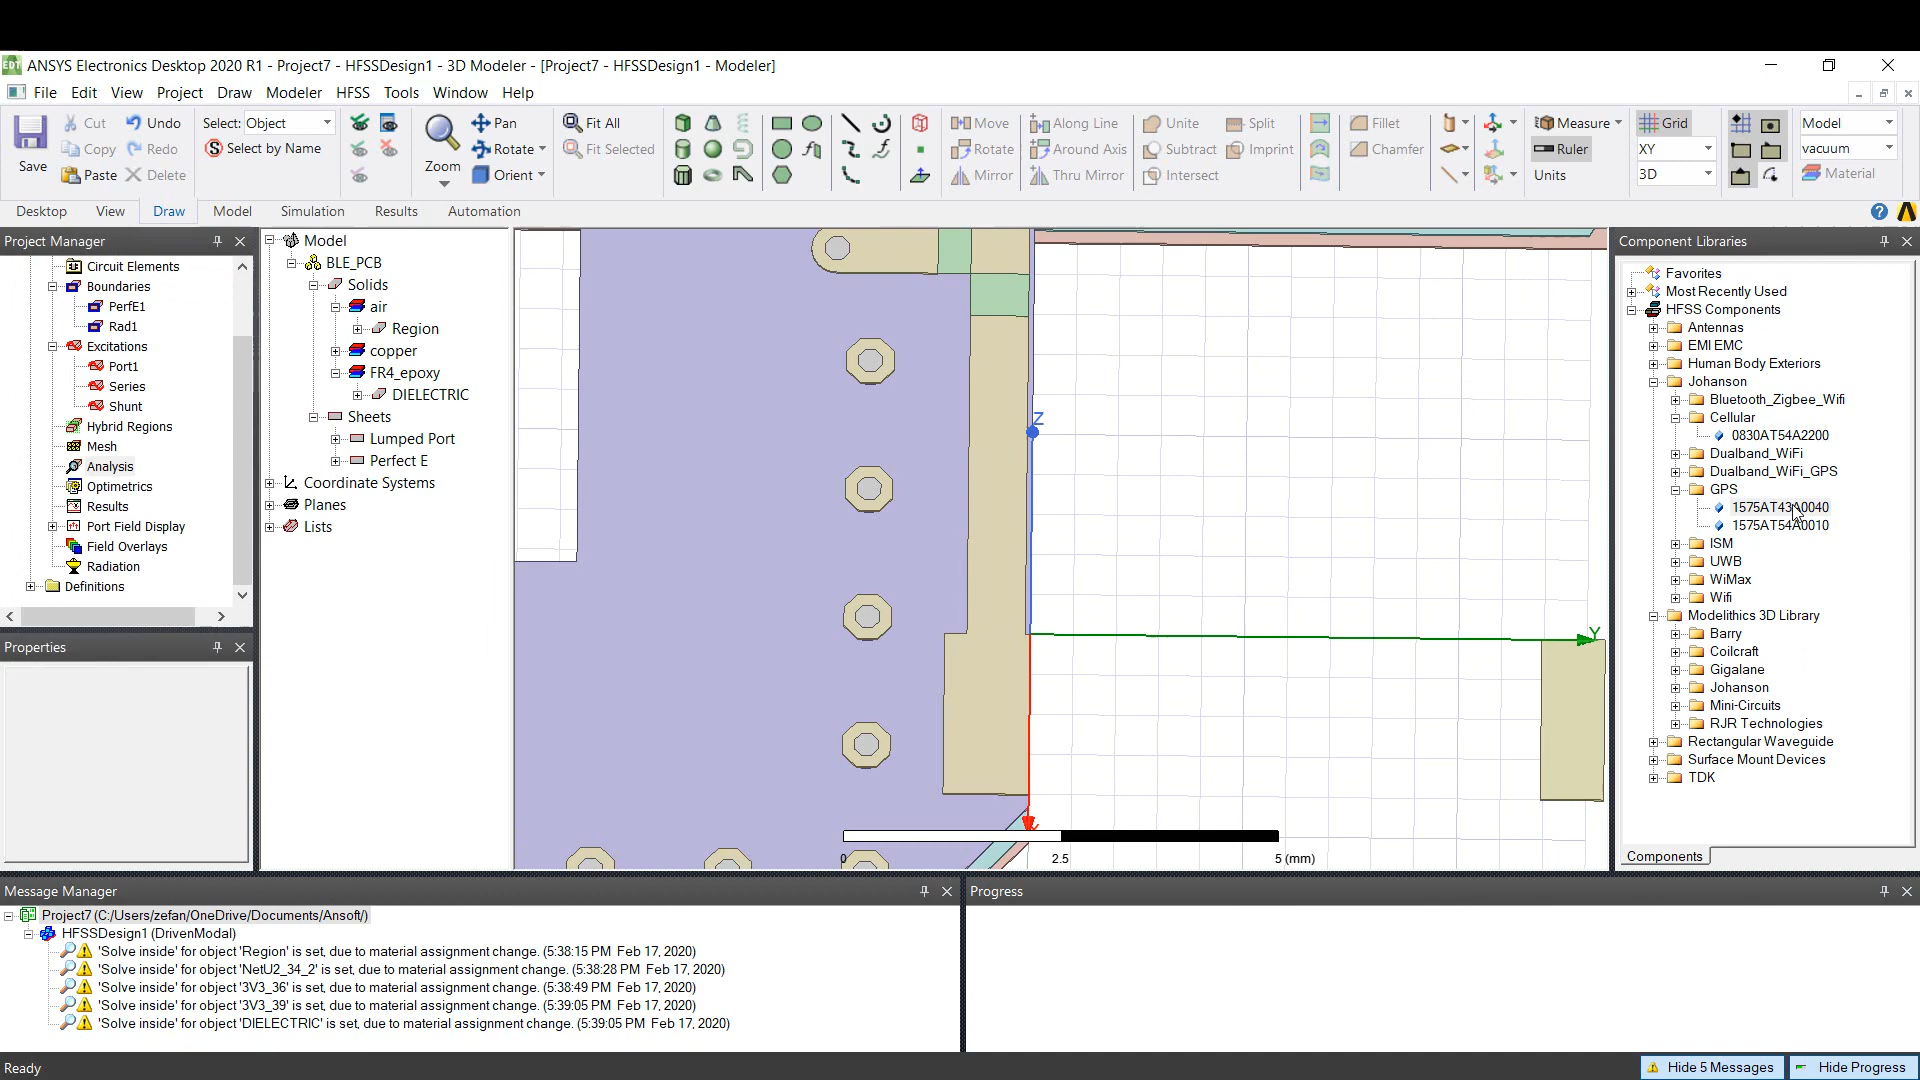 ANSYS Electronics Desktop 2020 R1 - Project7 - HFSSDesign1 - 3D Modeler - [Project7 - HFSSDesign1 - Modeler]
File Edit View Project Draw Modeler HFSS Tools Window Help
Save
Cut
Copy
Paste
Undo
Redo
Delete
Select: Object
Select by Name
Zoom
Pan
Rotate
Orient
Fit All
Fit Selected
Move
Rotate
Mirror
Along Line
Around Axis
Thru Mirror
Unite
Subtract
Intersect
Split
Imprint
Fillet
Chamfer
Measure
Ruler
Units
Grid
XY
3D
Model
vacuum
Material
Desktop View Draw Model Simulation Results Automation
Project Manager
Circuit Elements
Boundaries
PerfE1
Rad1
Excitations
Port1
Series
Shunt
Hybrid Regions
Mesh
Analysis
Optimetrics
Results
Port Field Display
Field Overlays
Radiation
Definitions
Properties
Model
BLE_PCB
Solids
air
Region
copper
FR4_epoxy
DIELECTRIC
Sheets
Lumped Port
Perfect E
Coordinate Systems
Planes
Lists
Z
Y
0 2.5 5 (mm)
Component Libraries
Favorites
Most Recently Used
HFSS Components
Antennas
EMI EMC
Human Body Exteriors
Johanson
Bluetooth_Zigbee_Wifi
Cellular
0830AT54A2200
Dualband_WiFi
Dualband_WiFi_GPS
GPS
1575AT43A0040
1575AT54A0010
ISM
UWB
WiMax
Wifi
Modelithics 3D Library
Barry
Coilcraft
Gigalane
Johanson
Mini-Circuits
RJR Technologies
Rectangular Waveguide
Surface Mount Devices
TDK
Components
Message Manager
Project7 (C:/Users/zefan/OneDrive/Documents/Ansoft/)
HFSSDesign1 (DrivenModal)
'Solve inside' for object 'Region' is set, due to material assignment change. (5:38:15 PM Feb 17, 2020)
'Solve inside' for object 'NetU2_34_2' is set, due to material assignment change. (5:38:28 PM Feb 17, 2020)
'Solve inside' for object '3V3_36' is set, due to material assignment change. (5:38:49 PM Feb 17, 2020)
'Solve inside' for object '3V3_39' is set, due to material assignment change. (5:39:05 PM Feb 17, 2020)
'Solve inside' for object 'DIELECTRIC' is set, due to material assignment change. (5:39:05 PM Feb 17, 2020)
Progress
Ready
Hide 5 Messages
Hide Progress